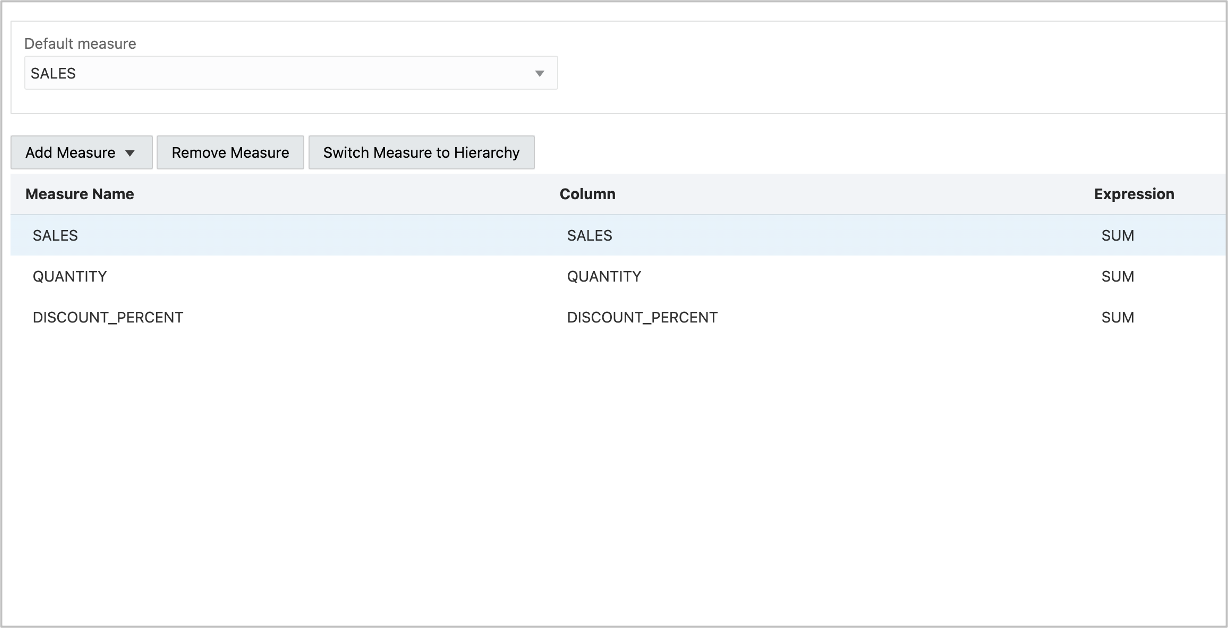 Default measure
SALES
Add Measure Remove Measure Switch Measure to Hierarchy
Measure Name Column Expression
SALES SALES SUM
QUANTITY QUANTITY SUM
DISCOUNT_PERCENT DISCOUNT_PERCENT SUM